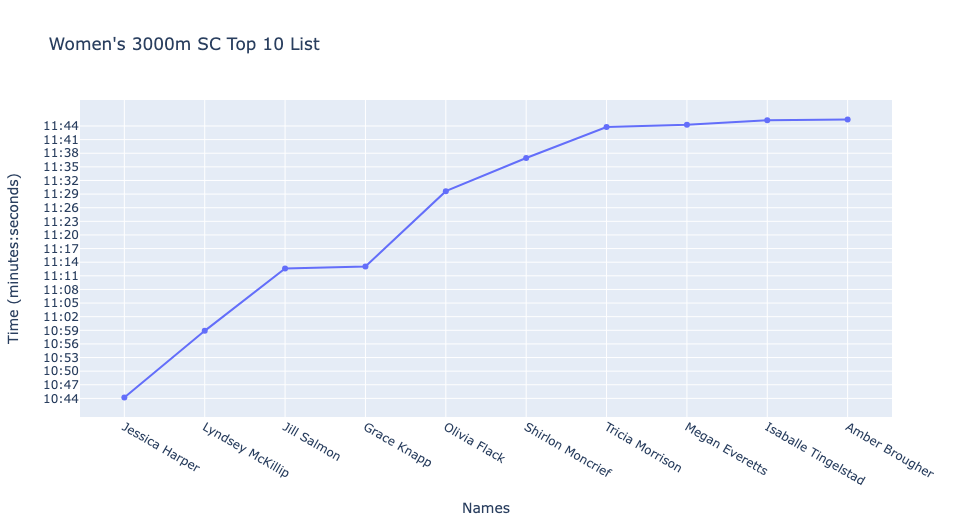 Women's 3000m SC Top 10 List
Time (minutes:seconds)
11:44
11:41
11:38
11:35
11:32
11:29
11:26
11:23
11:20
11:17
11:14
11:11
11:08
11:05
11:02
10:59
10:56
10:53
10:50
10:47
10:44
Jessica Harper
Lyndsey McKillip
Jill Salmon
Grace Knapp
Olivia Flack
Shirlon Moncrief
Tricia Morrison
Megan Everetts
Isaballe Tingelstad
Amber Brougher
Names